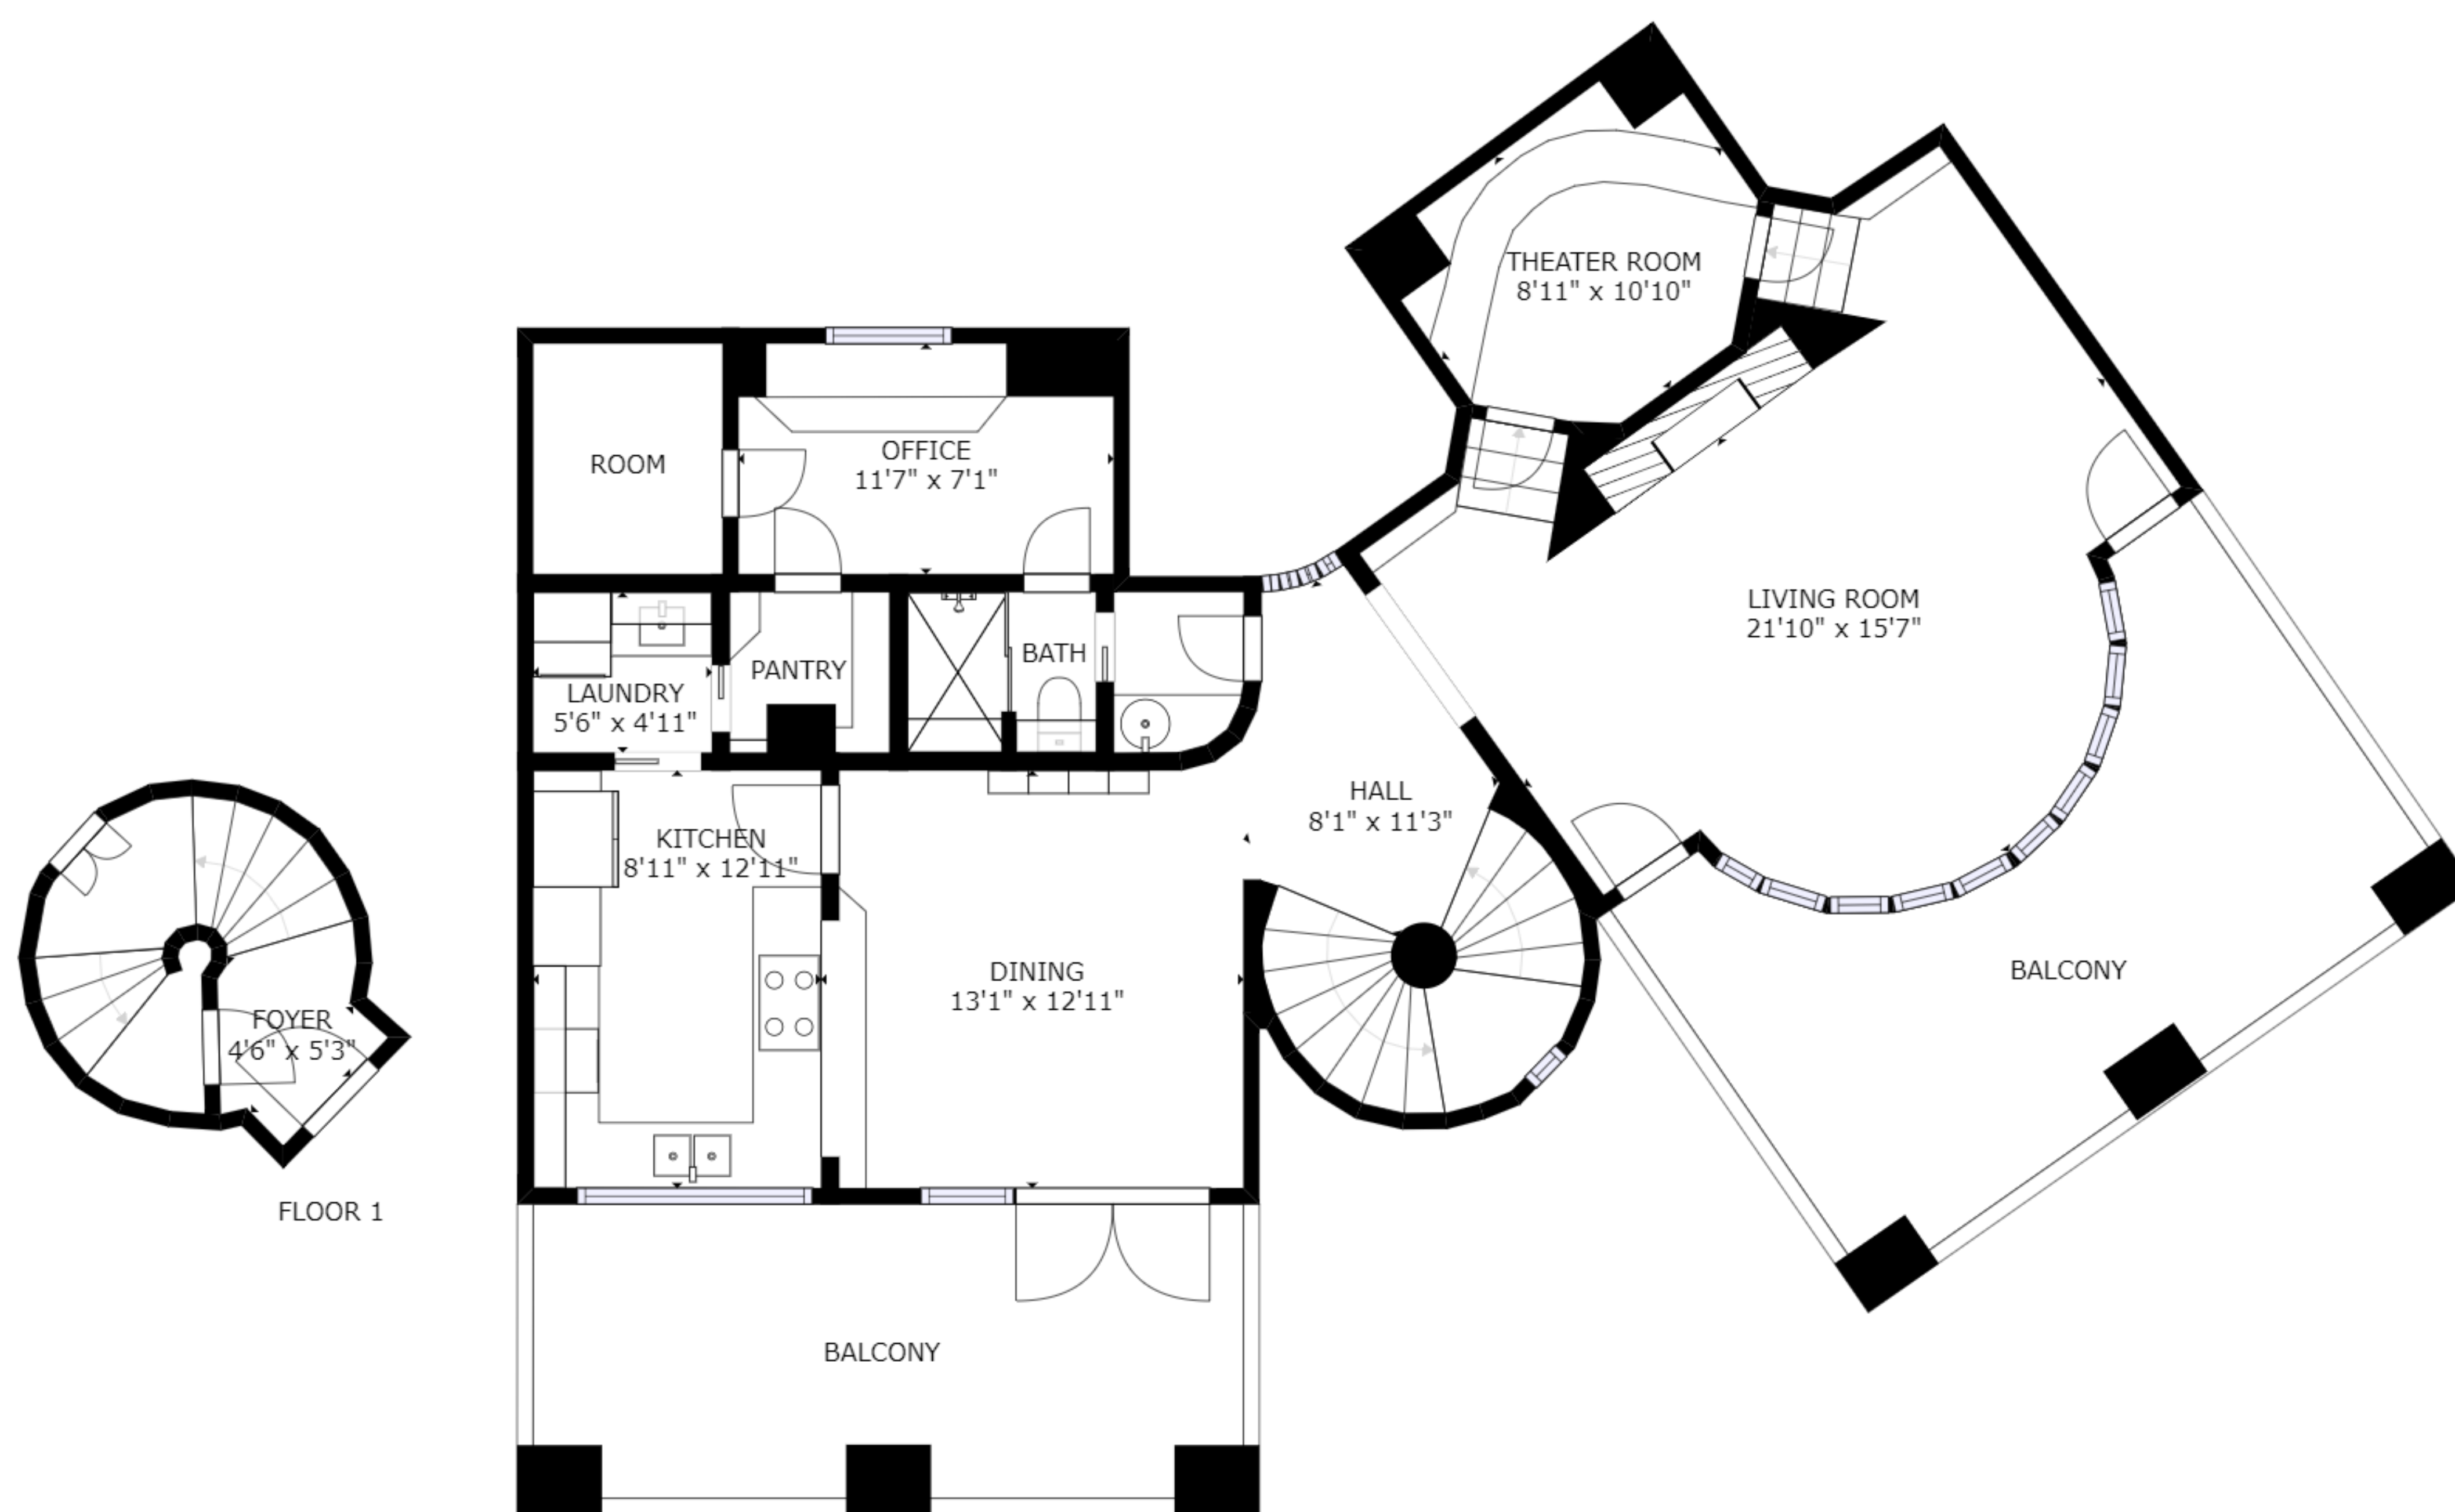 THEATER ROOM
8'11" x 10'10"
ROOM
OFFICE
11'7" x 7'1"
LIVING ROOM
21'10" x 15'7"
LAUNDRY
5'6" x 4'11"
PANTRY
BATH
HALL
8'1" x 11'3"
KITCHEN
8'11" x 12'11"
DINING
13'1" x 12'11"
BALCONY
FOYER
4'6" x 5'3"
FLOOR 1
BALCONY